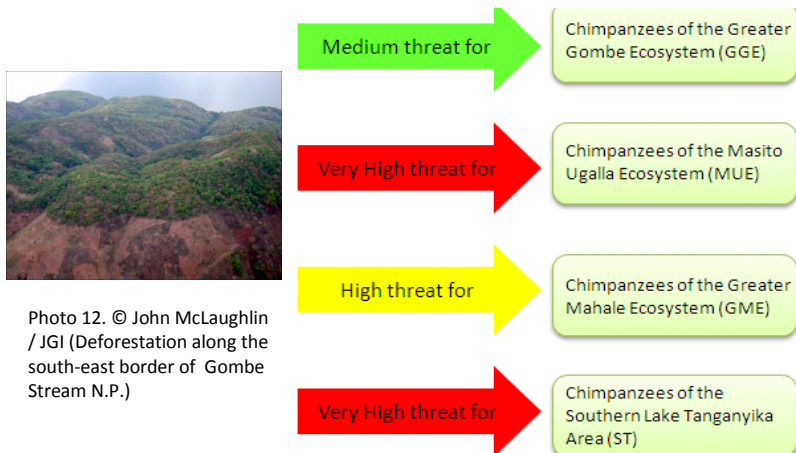 Medium threat for
Chimpanzees of the Greater
Gombe Ecosystem (GGE)
Very High threat for
Chimpanzees of the Masito
Ugalla Ecosystem (MUE)
High threat for
Chimpanzees of the Greater
Mahale Ecosystem (GME)
Photo 12. © John McLaughlin
/ JGI (Deforestation along the
south-east border of Gombe
Stream N.P.)
Very High threat for
Chimpanzees of the
Southern Lake Tanganyika
Area (ST)